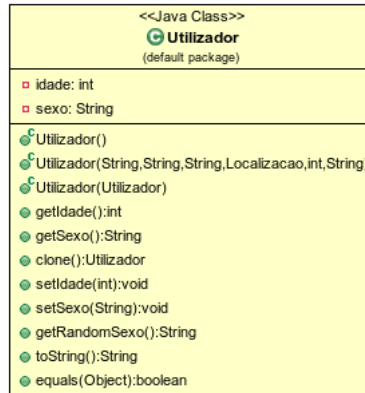 <<Java Class>>
Utilizador
(default package)
idade: int
sexo: String
Utilizador()
Utilizador(String,String,String,Localizacao,int,String)
Utilizador(Utilizador)
getIdade():int
getSexo():String
clone():Utilizador
setIdade(int):void
setSexo(String):void
getRandomSexo():String
toString():String
equals(Object):boolean